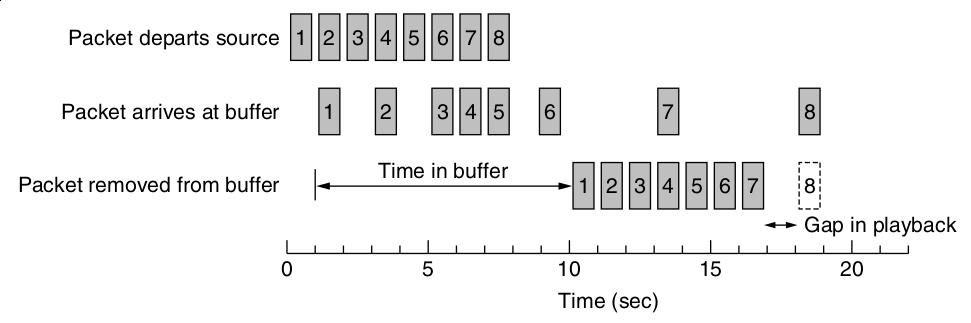 Packet departs source 1 2 3 4 5 6 7 8
Packet arrives at buffer 1 2 3 4 5 6 7 8
Time in buffer
Packet removed from buffer 1 2 3 4 5 6 7 8
Gap in playback
0 5 10 15 20
Time (sec)